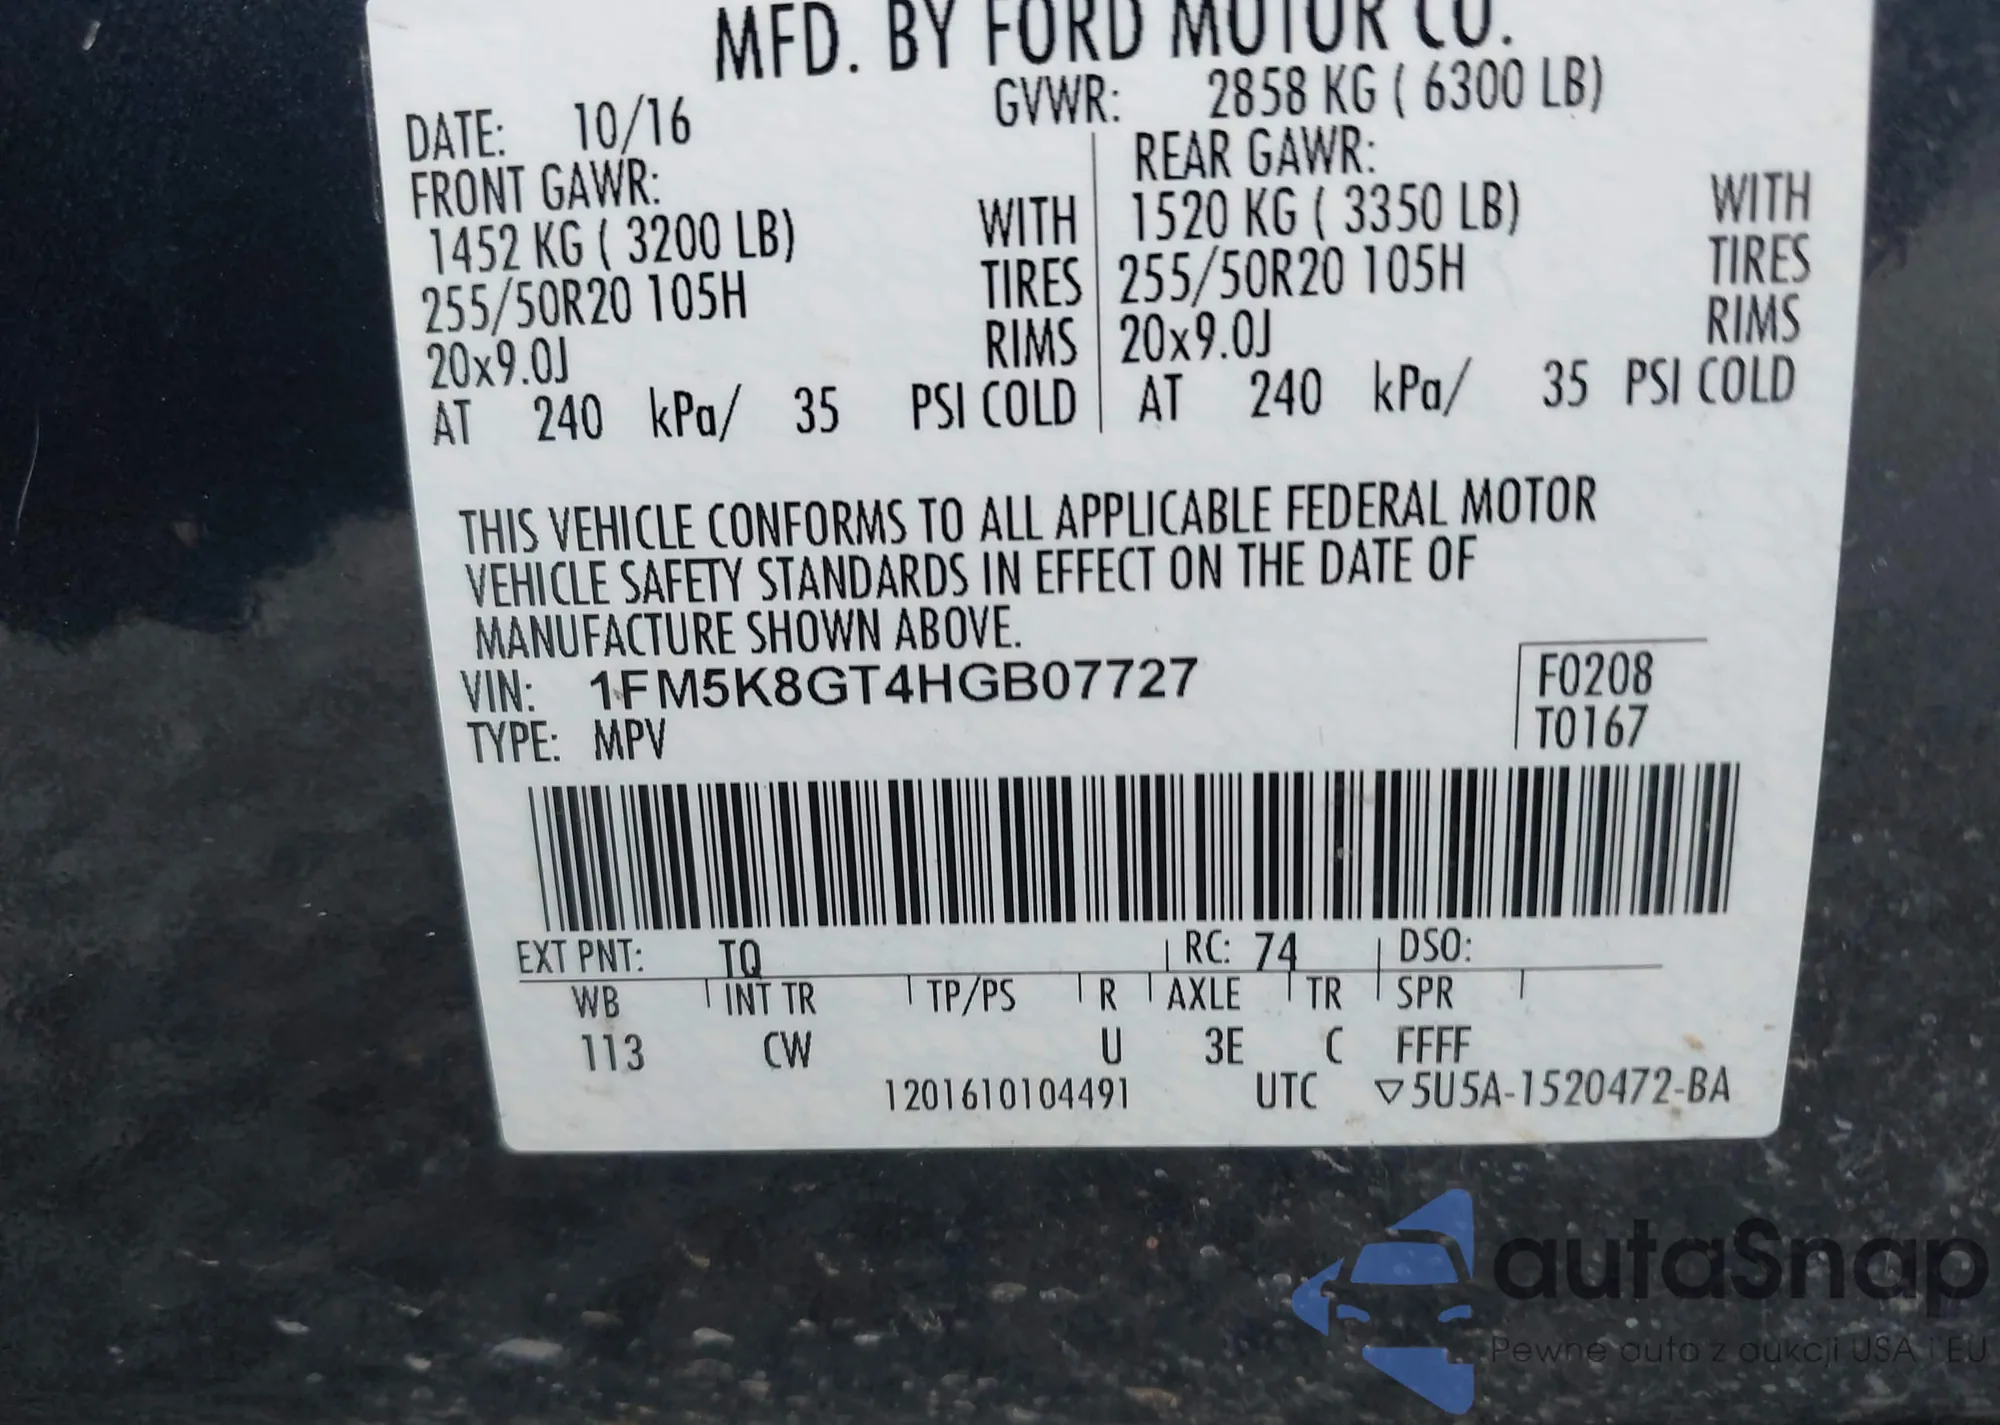 MFD. BY FORD MOTOR CO.
DATE: 10/16 GVWR: 2858 KG ( 6300 LB)
FRONT GAWR: REAR GAWR:
1452 KG ( 3200 LB) WITH 1520 KG ( 3350 LB) WITH
255/50R20 105H TIRES 255/50R20 105H TIRES
20x9.0J RIMS 20x9.0J RIMS
AT 240 kPa/ 35 PSI COLD AT 240 kPa/ 35 PSI COLD
THIS VEHICLE CONFORMS TO ALL APPLICABLE FEDERAL MOTOR
VEHICLE SAFETY STANDARDS IN EFFECT ON THE DATE OF
MANUFACTURE SHOWN ABOVE.
VIN: 1FM5K8GT4HGB07727 F0208
TYPE: MPV T0167
EXT PNT: TQ RC: 74 DSO:
WB INT TR TP/PS R AXLE TR SPR
113 CW U 3E C FFFF
1201610104491 UTC ▽5U5A-1520472-BA
autoSnap
Pewne auto z aukcji USA i EU